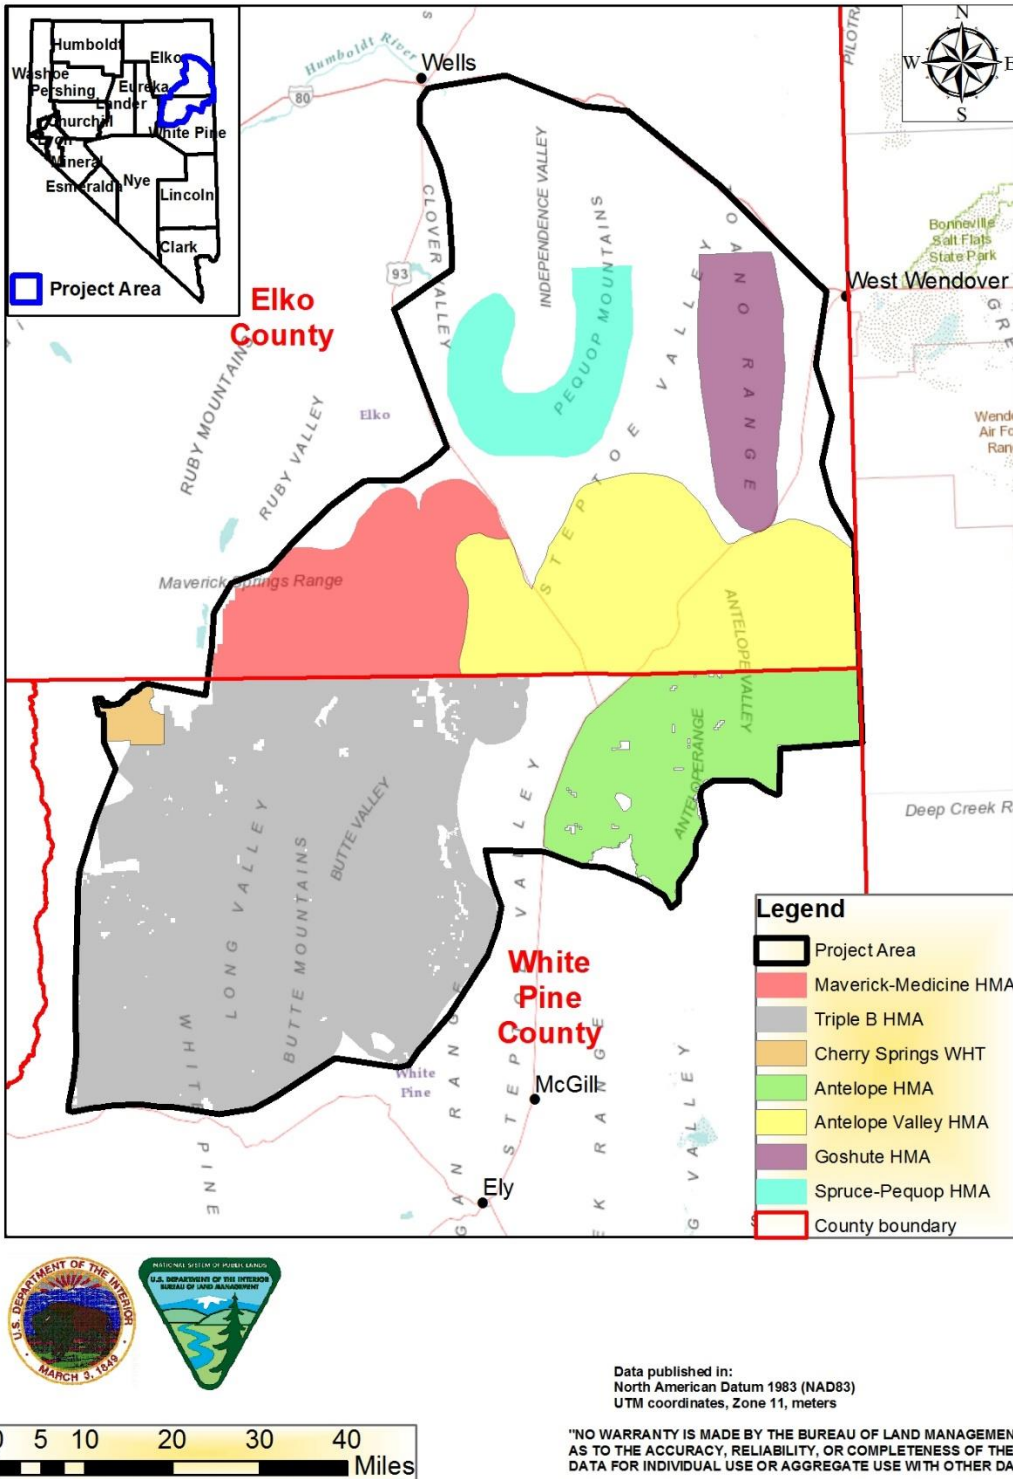 Humboldt
Elko
Washoe
Pershing
Eureka
Lander
Churchill
White Pine
Lyon
Mineral
Esmeralda
Nye
Lincoln
Clark
Project Area
N
W
E
S
Humboldt River
Wells
80
93
Elko
County
CLOVER VALLEY
INDEPENDENCE VALLEY
PEQUOP MOUNTAINS
TOANO RANGE
STEPTOE VALLEY
Bonneville
Salt Flats
State Park
West Wendover
RUBY MOUNTAINS
RUBY VALLEY
Elko
Maverick Springs Range
ANTELOPE VALLEY
ANTELOPE RANGE
LONG VALLEY
BUTTE MOUNTAINS
BUTTE VALLEY
STEPTOE VALLEY
WHITE PINE
White
Pine
County
White
Pine
McGill
Ely
Deep Creek R
Legend
Project Area
Maverick-Medicine HMA
Triple B HMA
Cherry Springs WHT
Antelope HMA
Antelope Valley HMA
Goshute HMA
Spruce-Pequop HMA
County boundary
U.S. DEPARTMENT OF THE INTERIOR
MARCH 3, 1849
NATIONAL SYSTEM OF PUBLIC LANDS
U.S. DEPARTMENT OF THE INTERIOR
BUREAU OF LAND MANAGEMENT
Data published in:
North American Datum 1983 (NAD83)
UTM coordinates, Zone 11, meters
0 5 10 20 30 40
Miles
"NO WARRANTY IS MADE BY THE BUREAU OF LAND MANAGEMEN
AS TO THE ACCURACY, RELIABILITY, OR COMPLETENESS OF THE
DATA FOR INDIVIDUAL USE OR AGGREGATE USE WITH OTHER DA